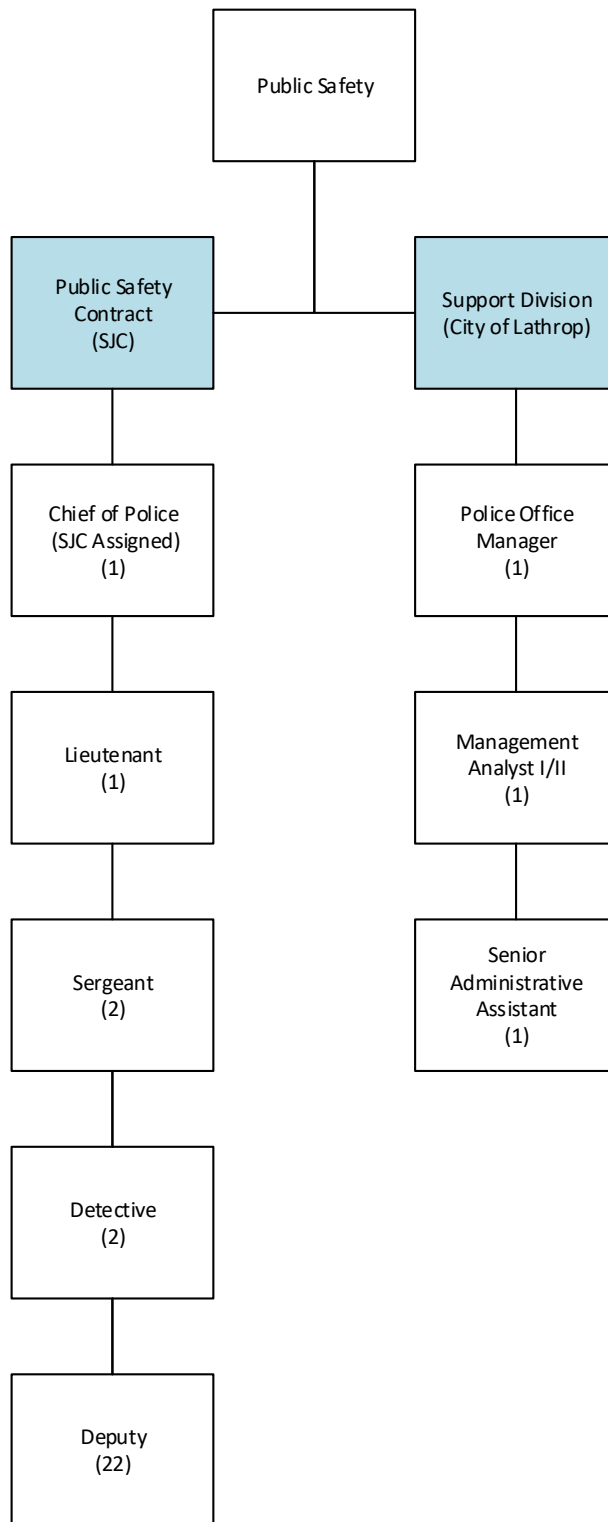 Public Safety
Public Safety
Contract
(SJC)
Support Division
(City of Lathrop)
Chief of Police
(SJC Assigned)
(1)
Police Office
Manager
(1)
Lieutenant
(1)
Management
Analyst I/II
(1)
Sergeant
(2)
Senior
Administrative
Assistant
(1)
Detective
(2)
Deputy
(22)